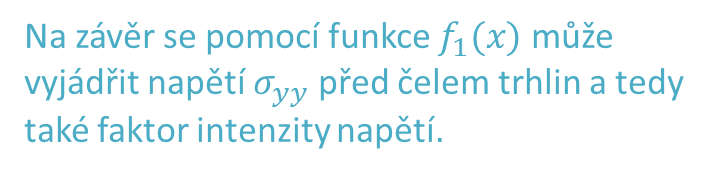 Na závěr se pomocí funkce f₁(x) může
vyjádřit napětí σyy před čelem trhlin a tedy
také faktor intenzity napětí.